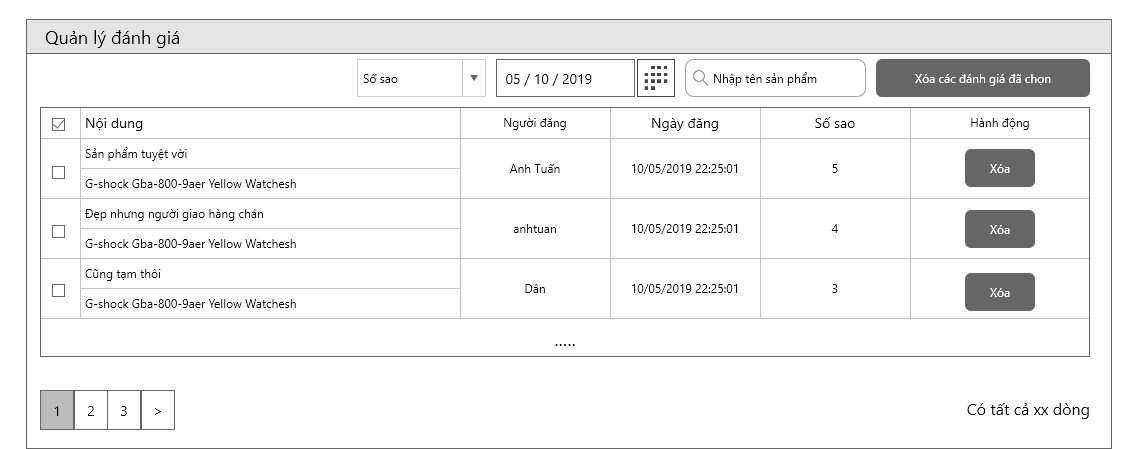 Quản lý đánh giá
Số sao
05 / 10 / 2019
Nhập tên sản phẩm
Xóa các đánh giá đã chọn
Nội dung
Người đăng
Ngày đăng
Số sao
Hành động
Sản phẩm tuyệt vời
G-shock Gba-800-9aer Yellow Watchesh
Anh Tuấn
10/05/2019 22:25:01
5
Xóa
Đẹp nhưng người giao hàng chán
G-shock Gba-800-9aer Yellow Watchesh
anhtuan
10/05/2019 22:25:01
4
Xóa
Cũng tạm thôi
G-shock Gba-800-9aer Yellow Watchesh
Dân
10/05/2019 22:25:01
3
Xóa
.....
1
2
3
>
Có tất cả xx dòng